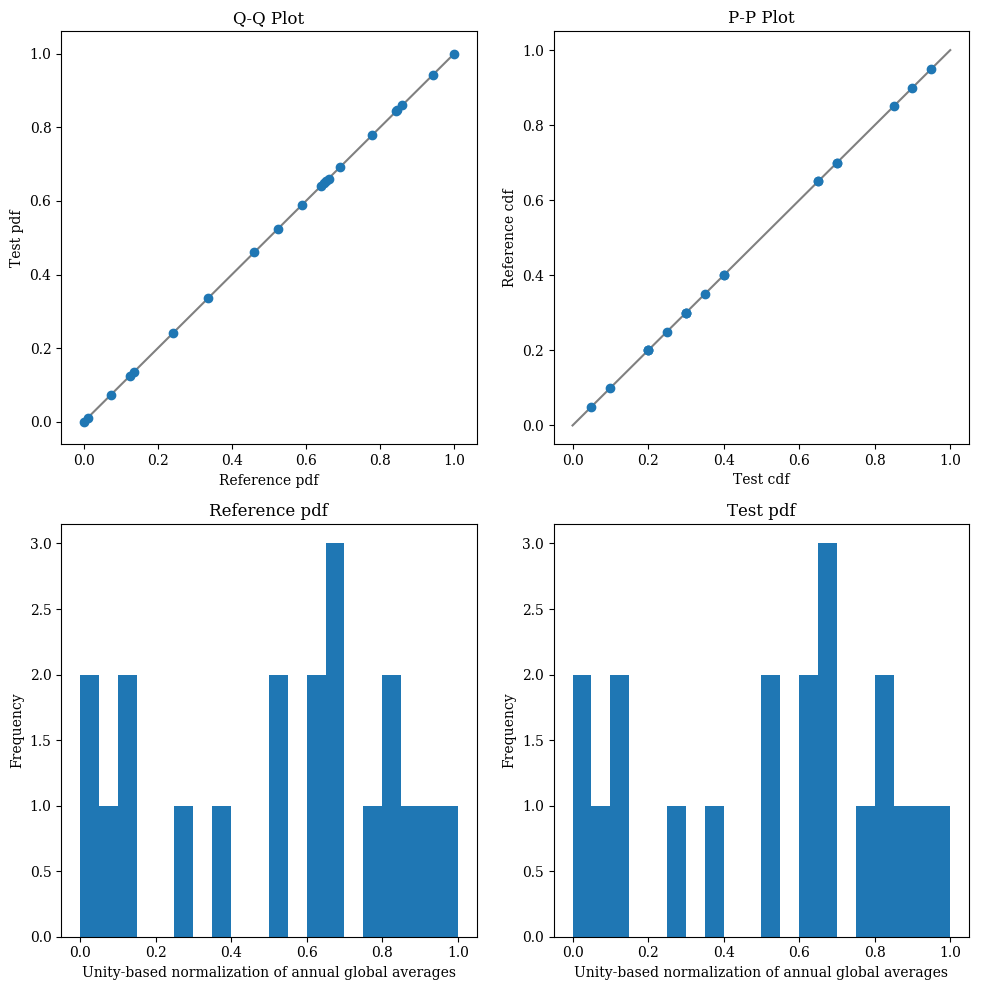 Q-Q Plot
Test pdf
1.0
0.8
0.6
0.4
0.2
0.0
0.0 0.2 0.4 0.6 0.8 1.0
Reference pdf
P-P Plot
Reference cdf
1.0
0.8
0.6
0.4
0.2
0.0
0.0 0.2 0.4 0.6 0.8 1.0
Test cdf
Reference pdf
Frequency
3.0
2.5
2.0
1.5
1.0
0.5
0.0
0.0 0.2 0.4 0.6 0.8 1.0
Unity-based normalization of annual global averages
Test pdf
Frequency
3.0
2.5
2.0
1.5
1.0
0.5
0.0
0.0 0.2 0.4 0.6 0.8 1.0
Unity-based normalization of annual global averages